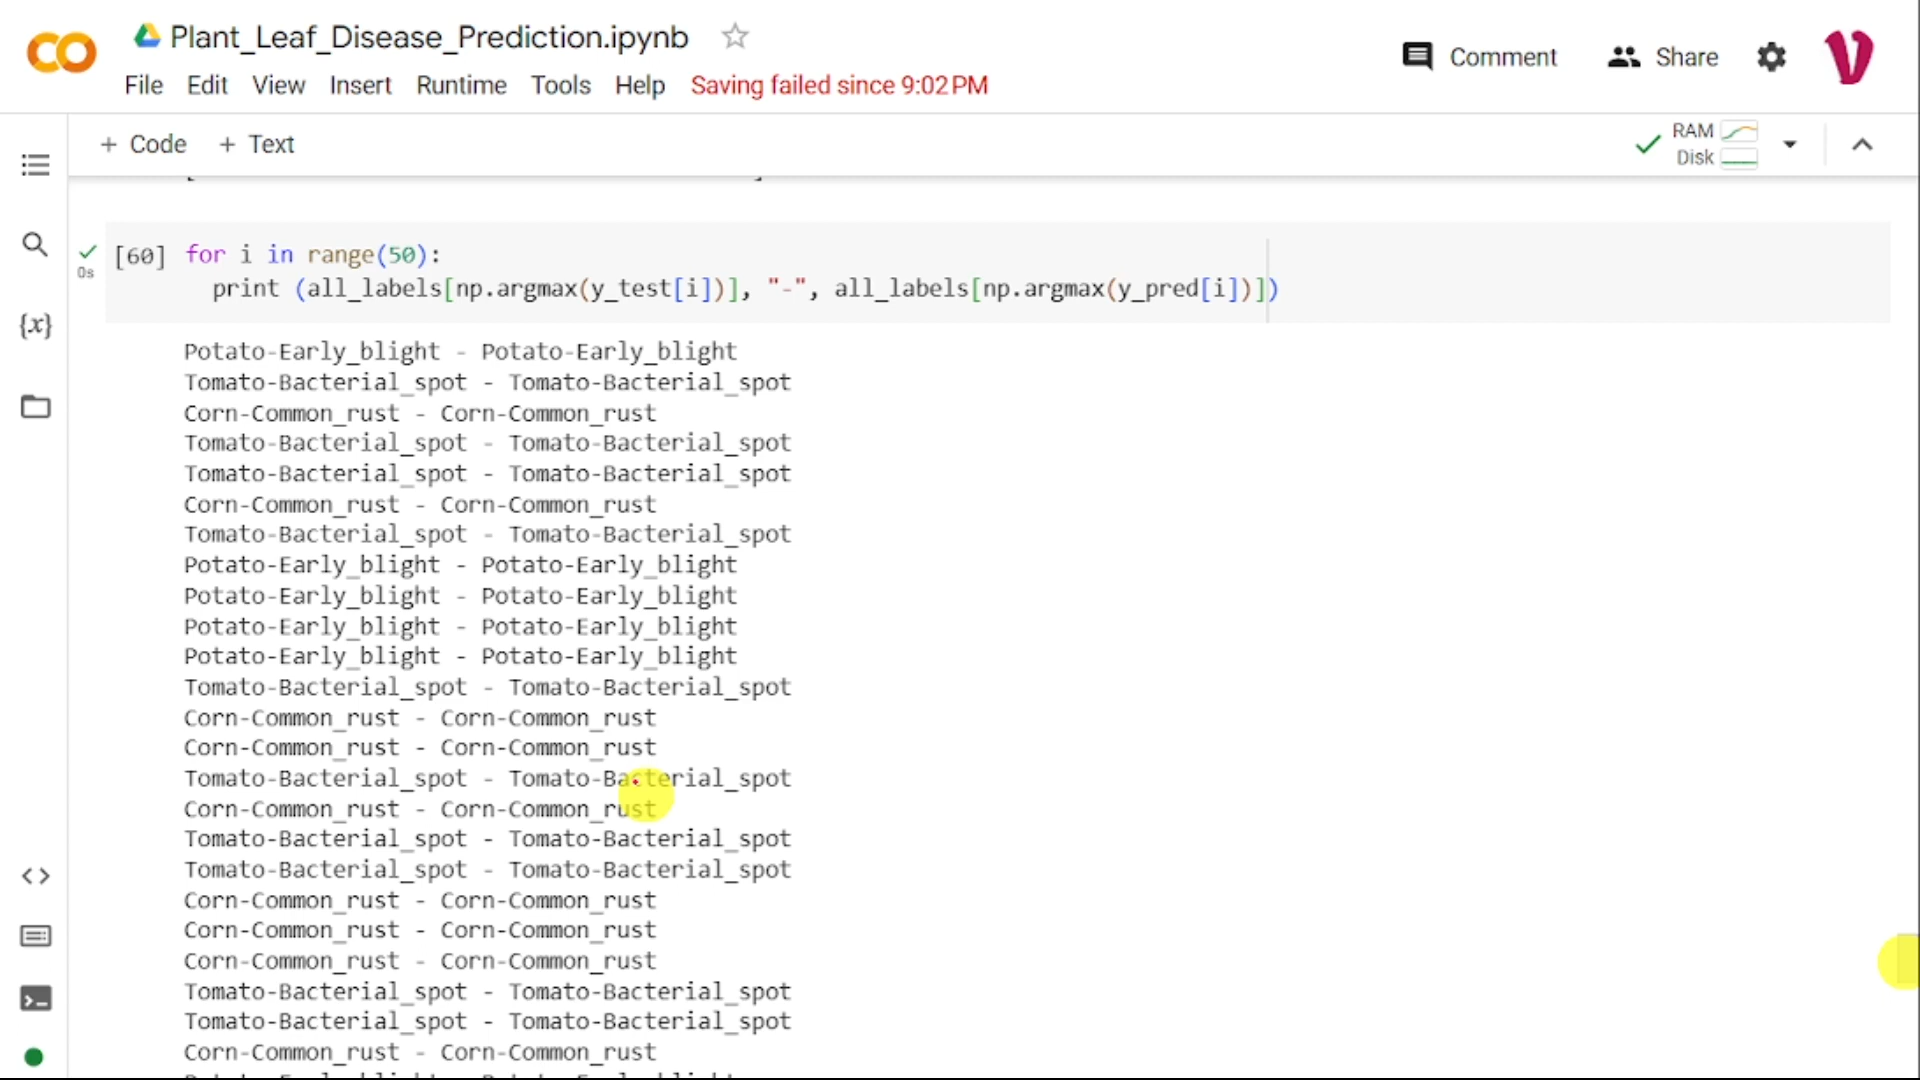 Plant_Leaf_Disease_Prediction.ipynb
Comment
Share
File Edit View Insert Runtime Tools Help Saving failed since 9:02 PM
+ Code + Text
RAM
Disk
[60] for i in range(50):
0s
print (all_labels[np.argmax(y_test[i])], "-", all_labels[np.argmax(y_pred[i])])
Potato-Early_blight - Potato-Early_blight
Tomato-Bacterial_spot - Tomato-Bacterial_spot
Corn-Common_rust - Corn-Common_rust
Tomato-Bacterial_spot - Tomato-Bacterial_spot
Tomato-Bacterial_spot - Tomato-Bacterial_spot
Corn-Common_rust - Corn-Common_rust
Tomato-Bacterial_spot - Tomato-Bacterial_spot
Potato-Early_blight - Potato-Early_blight
Potato-Early_blight - Potato-Early_blight
Potato-Early_blight - Potato-Early_blight
Potato-Early_blight - Potato-Early_blight
Tomato-Bacterial_spot - Tomato-Bacterial_spot
Corn-Common_rust - Corn-Common_rust
Corn-Common_rust - Corn-Common_rust
Tomato-Bacterial_spot - Tomato-Bacterial_spot
Corn-Common_rust - Corn-Common_rust
Tomato-Bacterial_spot - Tomato-Bacterial_spot
Tomato-Bacterial_spot - Tomato-Bacterial_spot
Corn-Common_rust - Corn-Common_rust
Corn-Common_rust - Corn-Common_rust
Corn-Common_rust - Corn-Common_rust
Tomato-Bacterial_spot - Tomato-Bacterial_spot
Tomato-Bacterial_spot - Tomato-Bacterial_spot
Corn-Common_rust - Corn-Common_rust